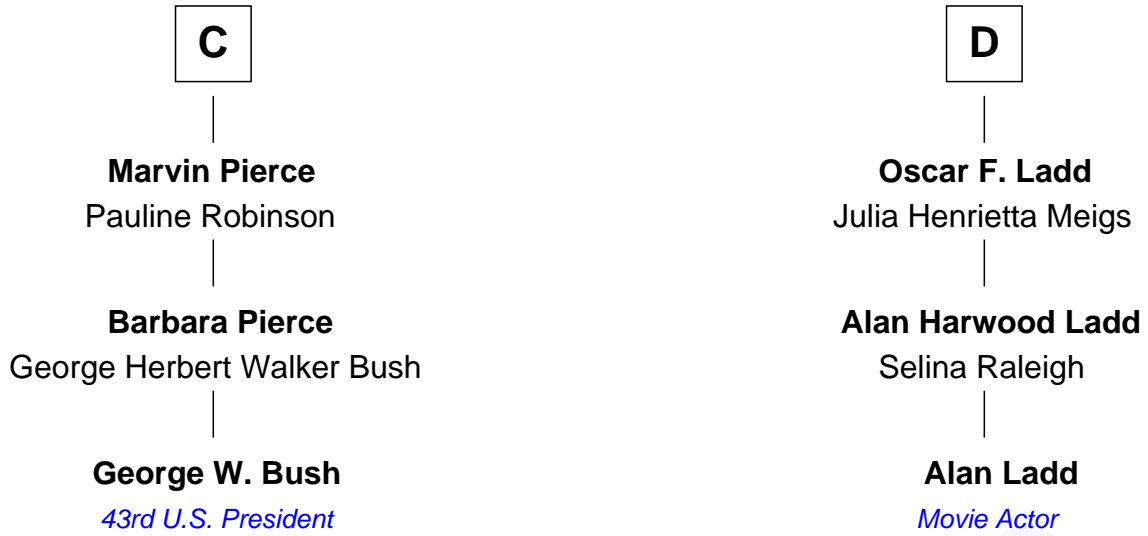 C
D
Marvin Pierce
Pauline Robinson
Oscar F. Ladd
Julia Henrietta Meigs
Barbara Pierce
George Herbert Walker Bush
Alan Harwood Ladd
Selina Raleigh
George W. Bush
43rd U.S. President
Alan Ladd
Movie Actor